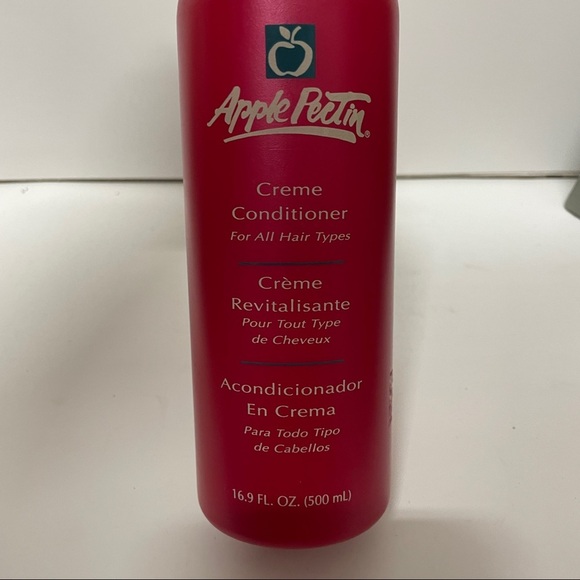 Apple Pectin®
Creme
Conditioner
For All Hair Types
Crème
Revitalisante
Pour Tout Type
de Cheveux
Acondicionador
En Crema
Para Todo Tipo
de Cabellos
16.9 FL. OZ. (500 mL)